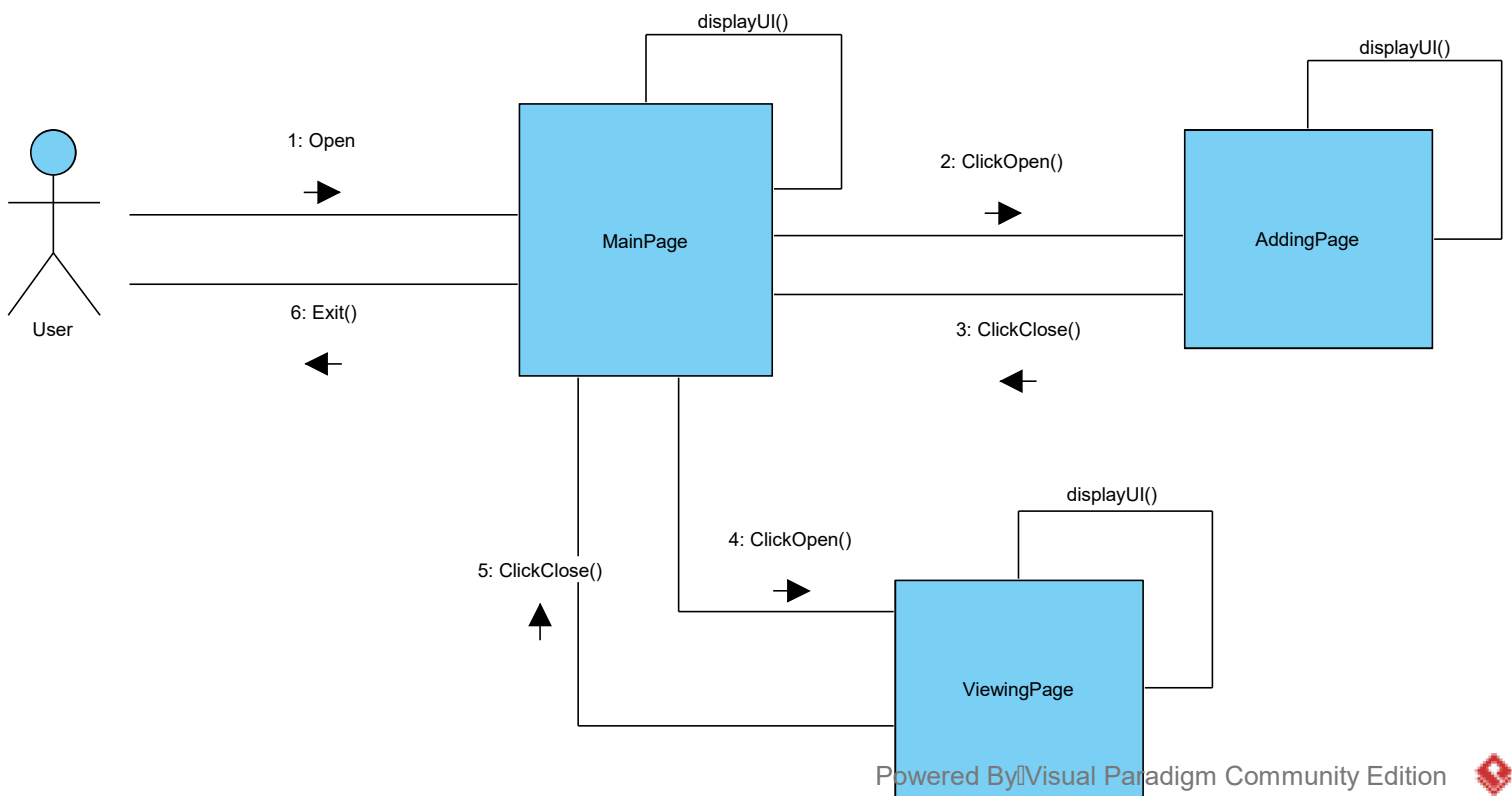 displayUI()
displayUI()
1: Open
2: ClickOpen()
MainPage
AddingPage
6: Exit()
User
3: ClickClose()
displayUI()
4: ClickOpen()
5: ClickClose()
ViewingPage
Powered By Visual Paradigm Community Edition